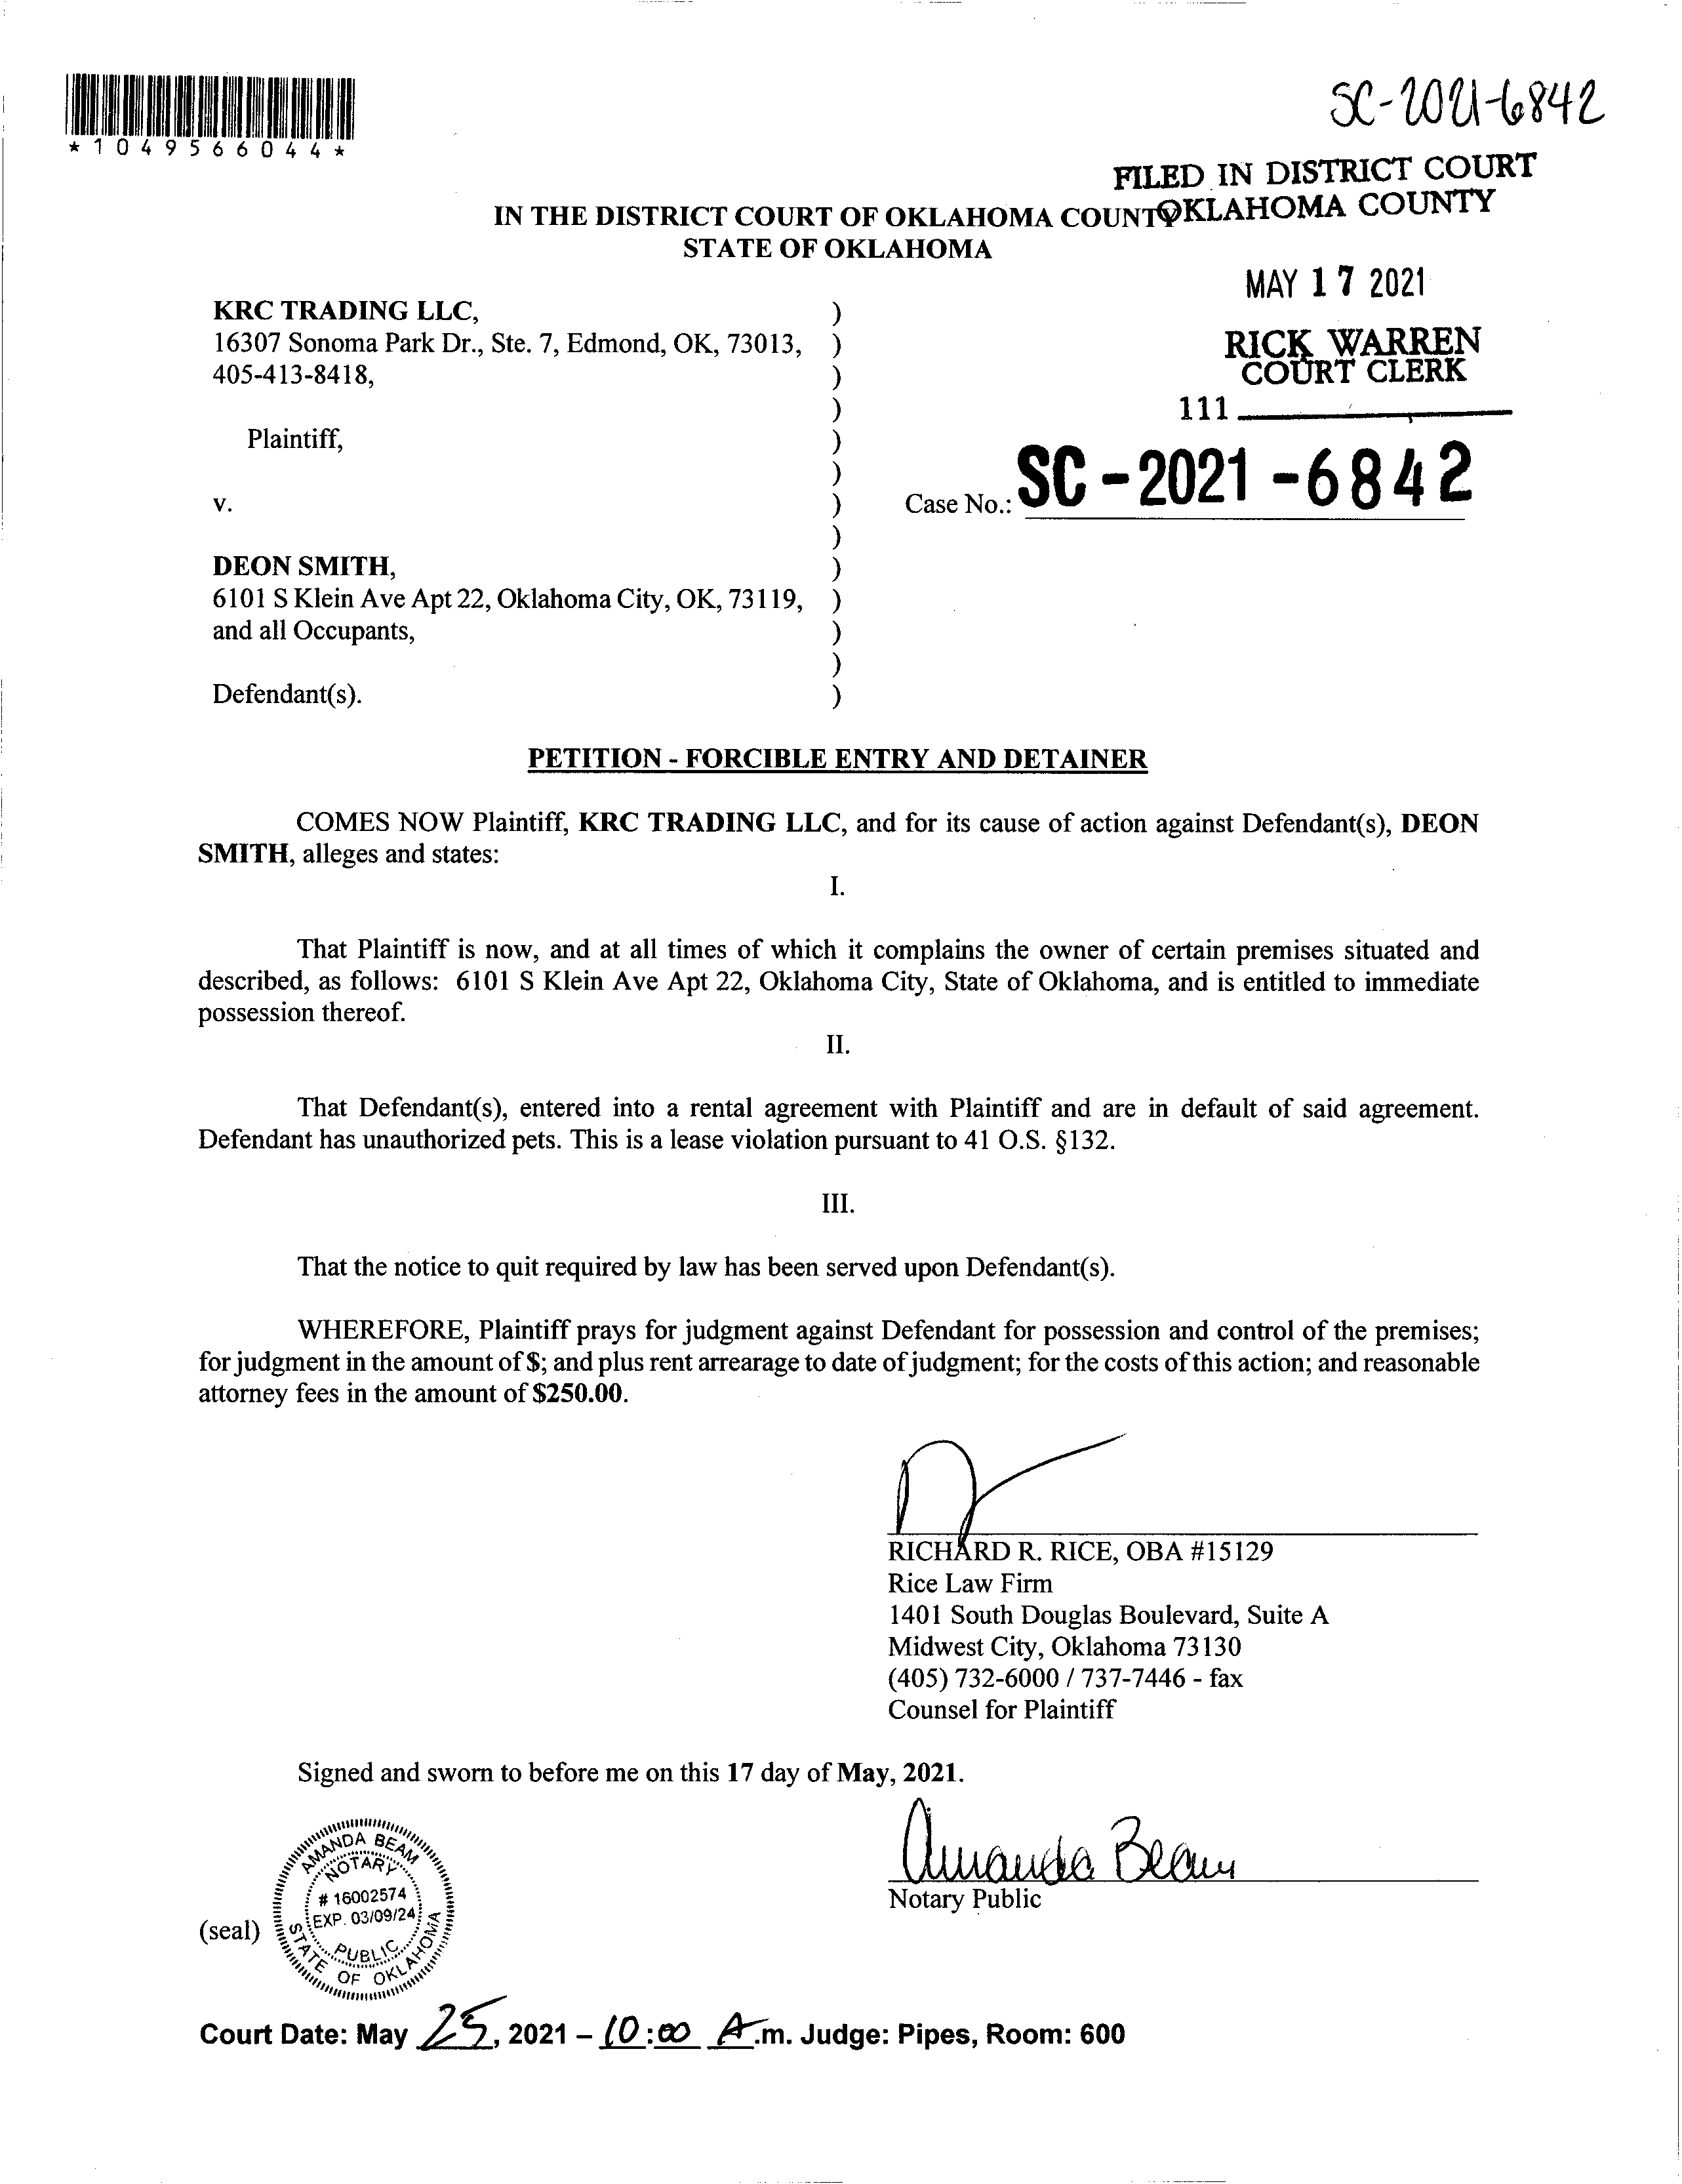 SC-2021-6842
*1049566044*
FILED IN DISTRICT COURT
OKLAHOMA COUNTY
IN THE DISTRICT COURT OF OKLAHOMA COUNTY
STATE OF OKLAHOMA
MAY 17 2021
RICK WARREN
COURT CLERK
111
KRC TRADING LLC, )
16307 Sonoma Park Dr., Ste. 7, Edmond, OK, 73013, )
405-413-8418, )
)
Plaintiff, )
)
v. ) Case No.: SC-2021-6842
)
DEON SMITH, )
6101 S Klein Ave Apt 22, Oklahoma City, OK, 73119, )
and all Occupants, )
)
Defendant(s). )
PETITION - FORCIBLE ENTRY AND DETAINER
COMES NOW Plaintiff, KRC TRADING LLC, and for its cause of action against Defendant(s), DEON
SMITH, alleges and states:
I.
That Plaintiff is now, and at all times of which it complains the owner of certain premises situated and
described, as follows: 6101 S Klein Ave Apt 22, Oklahoma City, State of Oklahoma, and is entitled to immediate
possession thereof.
II.
That Defendant(s), entered into a rental agreement with Plaintiff and are in default of said agreement.
Defendant has unauthorized pets. This is a lease violation pursuant to 41 O.S. §132.
III.
That the notice to quit required by law has been served upon Defendant(s).
WHEREFORE, Plaintiff prays for judgment against Defendant for possession and control of the premises;
for judgment in the amount of $; and plus rent arrearage to date of judgment; for the costs of this action; and reasonable
attorney fees in the amount of $250.00.
RICHARD R. RICE, OBA #15129
Rice Law Firm
1401 South Douglas Boulevard, Suite A
Midwest City, Oklahoma 73130
(405) 732-6000 / 737-7446 - fax
Counsel for Plaintiff
Signed and sworn to before me on this 17 day of May, 2021.
Amanda Beam
Notary Public
(seal)
AMANDA BEAM
NOTARY
# 16002574
EXP. 03/09/24
PUBLIC
STATE OF OKLAHOMA
Court Date: May 25, 2021 – 10:00 A.m. Judge: Pipes, Room: 600